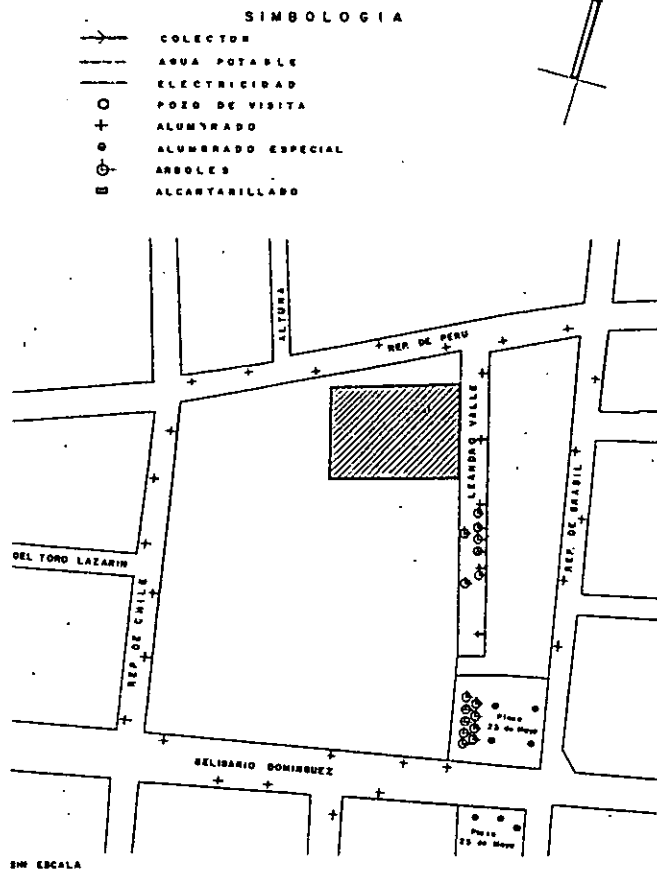 SIMBOLOGIA
COLECTOR
AGUA POTABLE
ELECTRICIDAD
POZO DE VISITA
ALUMBRADO
ALUMBRADO ESPECIAL
ARBOLES
ALCANTARILLADO
ALTURA
REP. DE PERU
LEANDRO VALLE
REP. DE BRASIL
DEL TORO LAZARIN
REP. DE CHILE
Plaza
23 de Mayo
BELISARIO DOMINGUEZ
Plaza
23 de Mayo
SIN ESCALA